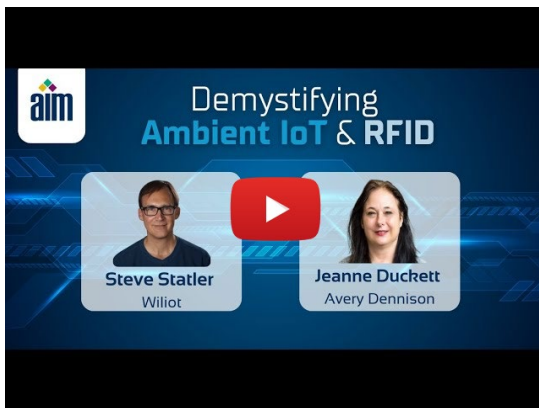 aim
Demystifying
Ambient IoT & RFID
Steve Statler
Wiliot
Jeanne Duckett
Avery Dennison